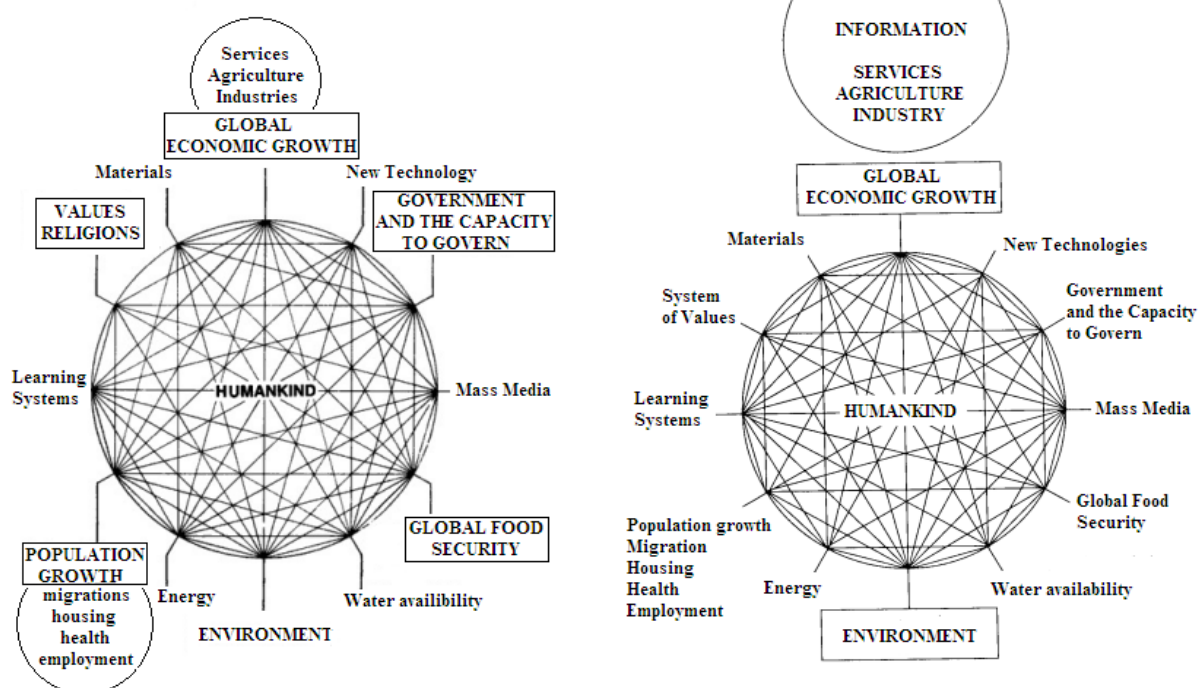 Services
Agriculture
Industries
GLOBAL
ECONOMIC GROWTH
Materials
New Technology
VALUES
RELIGIONS
GOVERNMENT
AND THE CAPACITY
TO GOVERN
Learning
Systems
HUMANKIND
Mass Media
GLOBAL FOOD
SECURITY
POPULATION
GROWTH
migrations
housing
health
employment
Energy
Water availibility
ENVIRONMENT
INFORMATION
SERVICES
AGRICULTURE
INDUSTRY
GLOBAL
ECONOMIC GROWTH
Materials
New Technologies
System
of Values
Government
and the Capacity
to Govern
Learning
Systems
HUMANKIND
Mass Media
Global Food
Security
Population growth
Migration
Housing
Health
Employment
Energy
Water availability
ENVIRONMENT